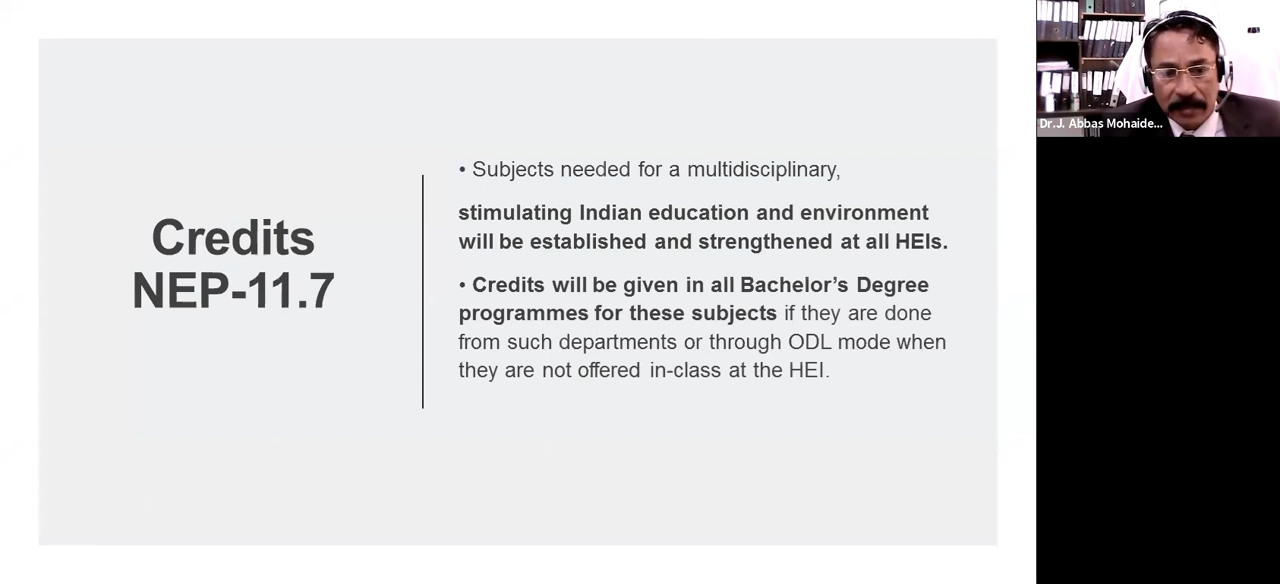 Credits
NEP-11.7
• Subjects needed for a multidisciplinary,
stimulating Indian education and environment
will be established and strengthened at all HEIs.
• Credits will be given in all Bachelor’s Degree
programmes for these subjects if they are done
from such departments or through ODL mode when
they are not offered in-class at the HEI.
Dr.J. Abbas Mohaide...